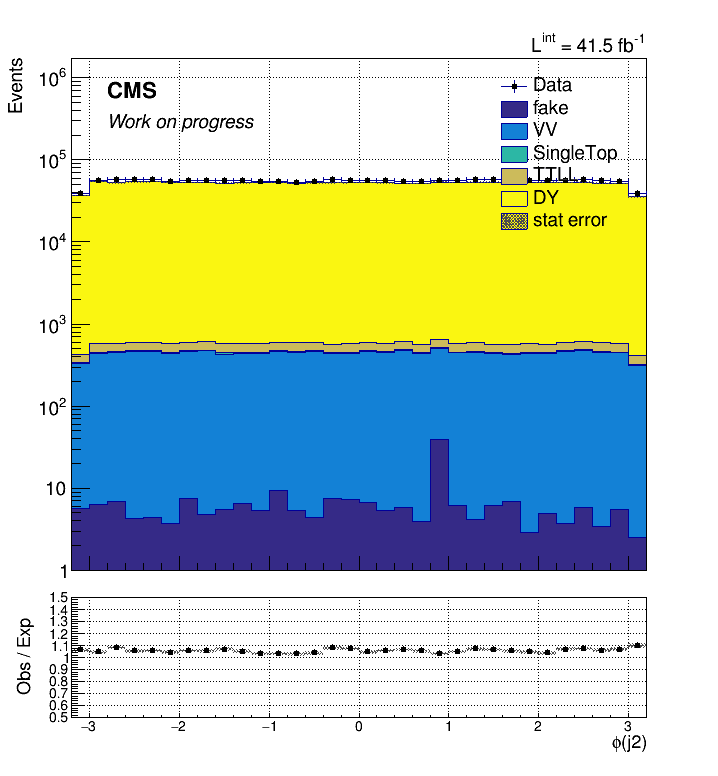 L^int = 41.5 fb^-1
Events
CMS
Work on progress
Data
fake
VV
SingleTop
TTLL
DY
stat error
10^6
10^5
10^4
10^3
10^2
10
1
Obs / Exp
1.5
1.4
1.3
1.2
1.1
1
0.9
0.8
0.7
0.6
0.5
−3 −2 −1 0 1 2 3
ϕ(j2)